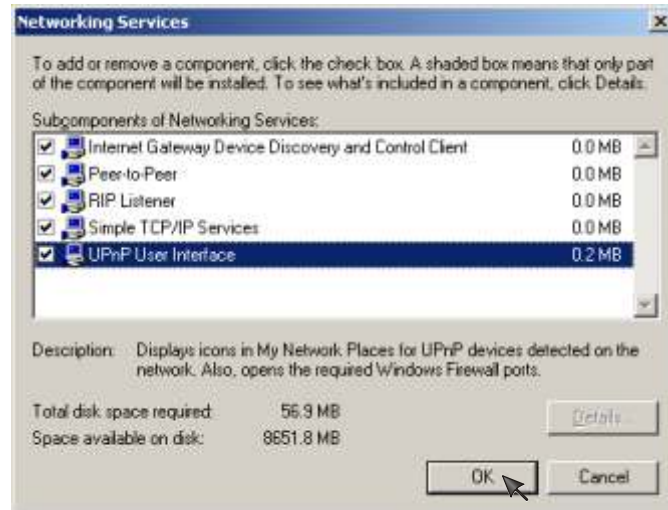 Networking Services
To add or remove a component, click the check box. A shaded box means that only part
of the component will be installed. To see what's included in a component, click Details.
Subcomponents of Networking Services:
Internet Gateway Device Discovery and Control Client 0.0 MB
Peer-to-Peer 0.0 MB
RIP Listener 0.0 MB
Simple TCP/IP Services 0.0 MB
UPnP User Interface 0.2 MB
Description: Displays icons in My Network Places for UPnP devices detected on the
network. Also, opens the required Windows Firewall ports.
Total disk space required: 56.9 MB
Space available on disk: 8651.8 MB
Details...
OK Cancel